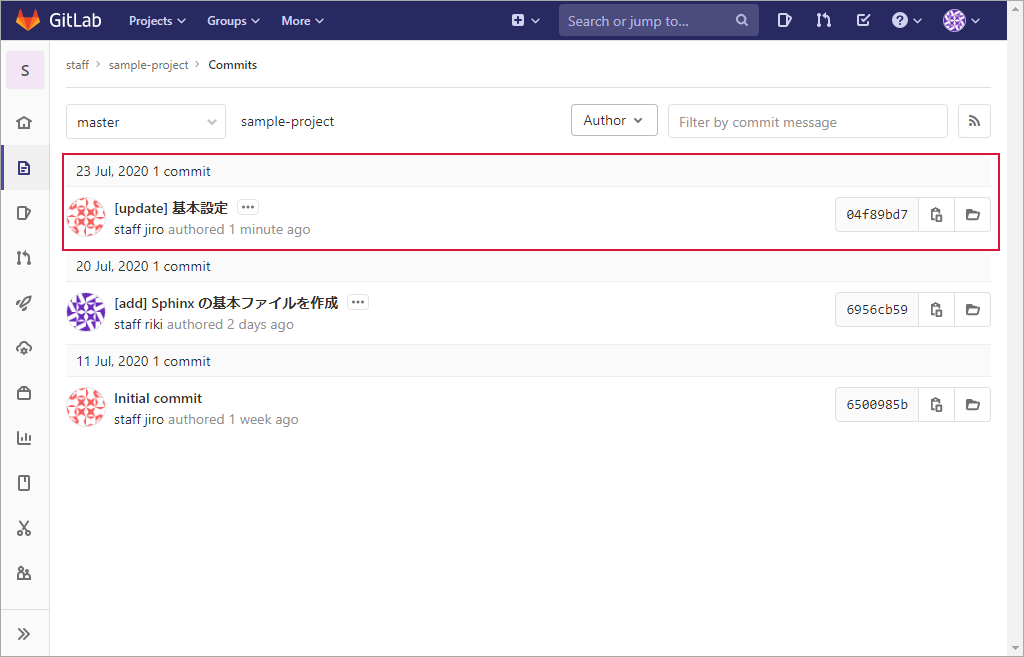 GitLab Projects Groups More Search or jump to...
S staff > sample-project > Commits
master sample-project Author Filter by commit message
23 Jul, 2020 1 commit
[update] 基本設定
staff jiro authored 1 minute ago
04f89bd7
20 Jul, 2020 1 commit
[add] Sphinx の基本ファイルを作成
staff riki authored 2 days ago
6956cb59
11 Jul, 2020 1 commit
Initial commit
staff jiro authored 1 week ago
6500985b